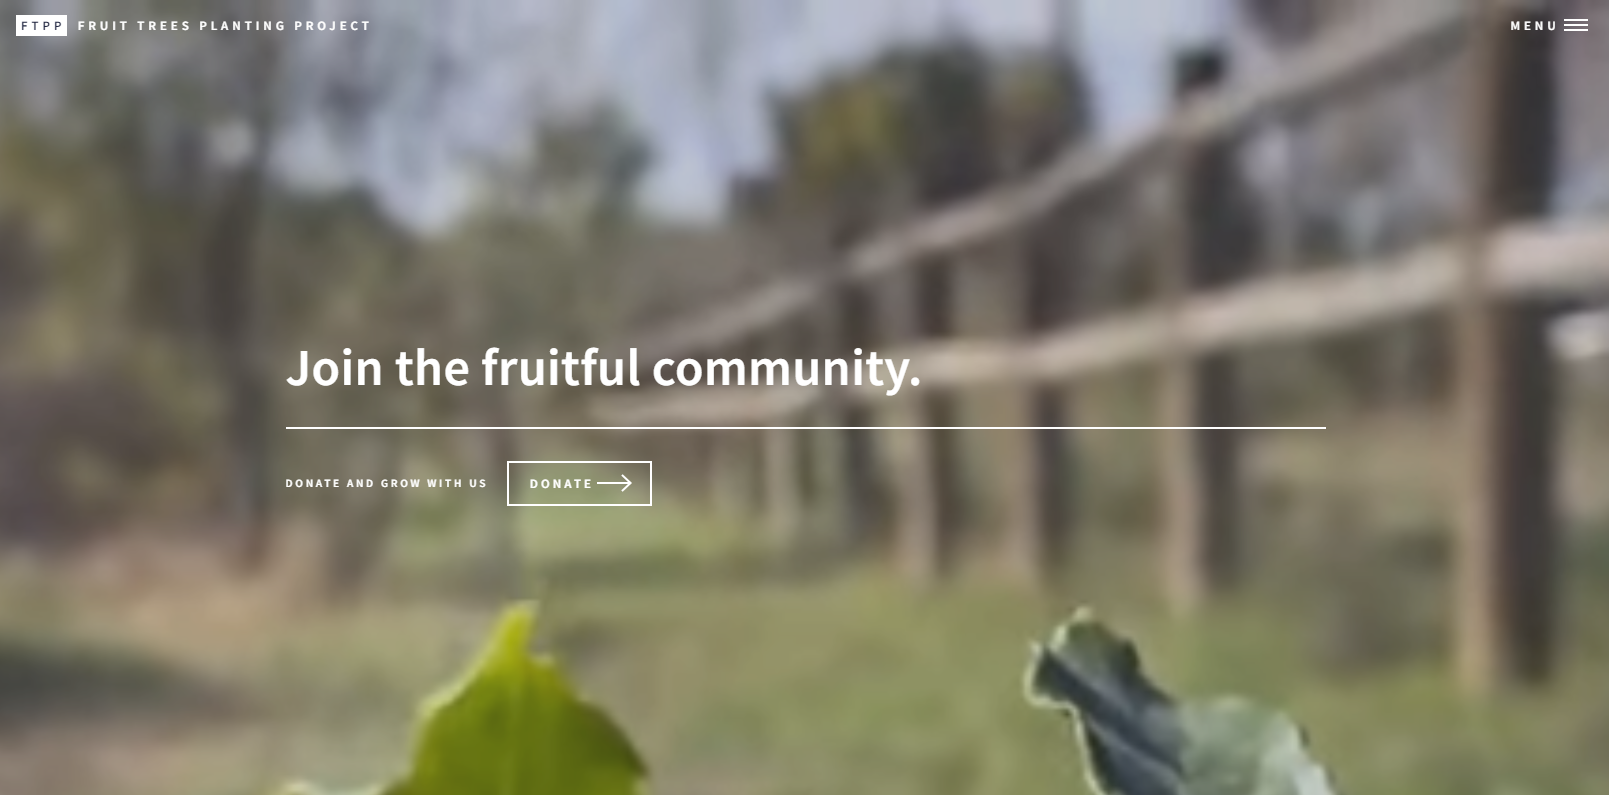 FTPP FRUIT TREES PLANTING PROJECT
MENU
Join the fruitful community.
DONATE AND GROW WITH US
DONATE